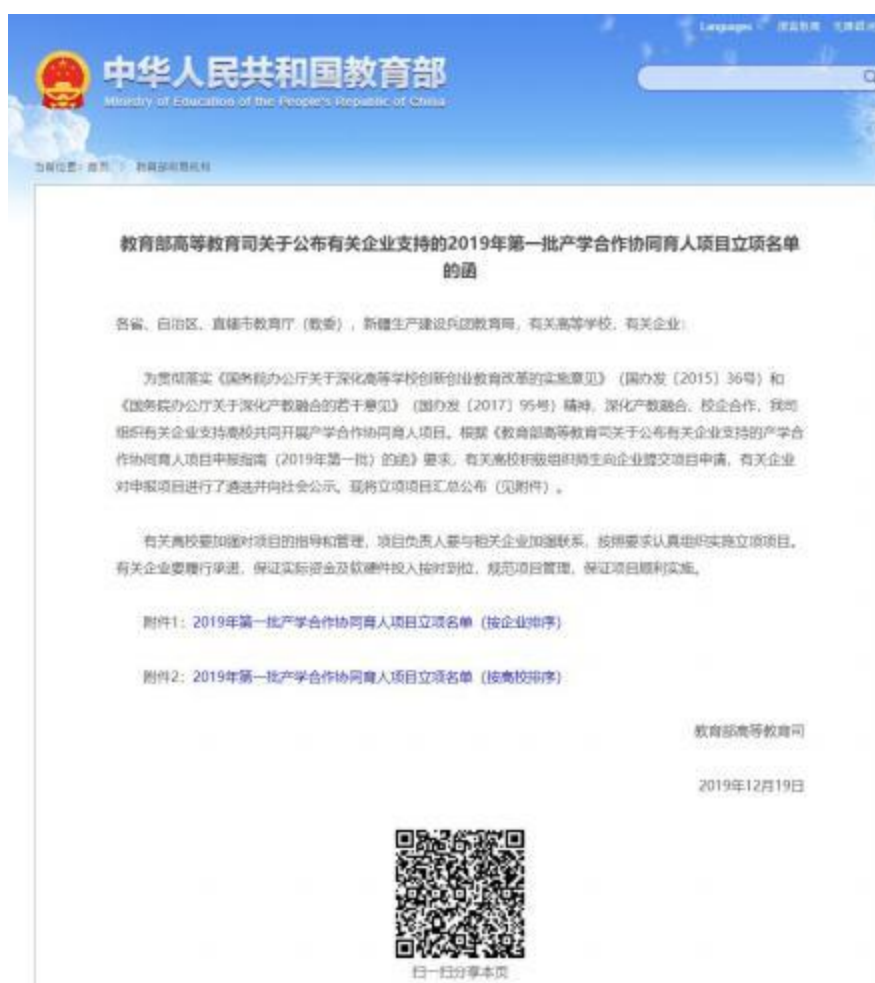 Languages
中华人民共和国教育部
Ministry of Education of the People's Republic of China
当前位置：首页 > 教育部司局机构
教育部高等教育司关于公布有关企业支持的2019年第一批产学合作协同育人项目立项名单
的函
各省、自治区、直辖市教育厅（教委），新疆生产建设兵团教育局，有关高等学校、有关企业：
为贯彻落实《国务院办公厅关于深化高等学校创新创业教育改革的实施意见》（国办发〔2015〕36号）和
《国务院办公厅关于深化产教融合的若干意见》（国办发〔2017〕95号）精神，深化产教融合、校企合作，我司
组织有关企业支持高校共同开展产学合作协同育人项目。根据《教育部高等教育司关于公布有关企业支持的产学合
作协同育人项目申报指南（2019年第一批）的函》要求，有关高校积极组织师生向企业提交项目申请，有关企业
对申报项目进行了遴选并向社会公示。现将立项项目汇总公布（见附件）。
有关高校要加强对项目的指导和管理，项目负责人要与相关企业加强联系，按照要求认真组织实施立项项目。
有关企业要履行承诺，保证实际资金及软硬件投入按时到位，规范项目管理，保证项目顺利实施。
附件1：2019年第一批产学合作协同育人项目立项名单（按企业排序）
附件2：2019年第一批产学合作协同育人项目立项名单（按高校排序）
教育部高等教育司
2019年12月19日
扫一扫分享本页